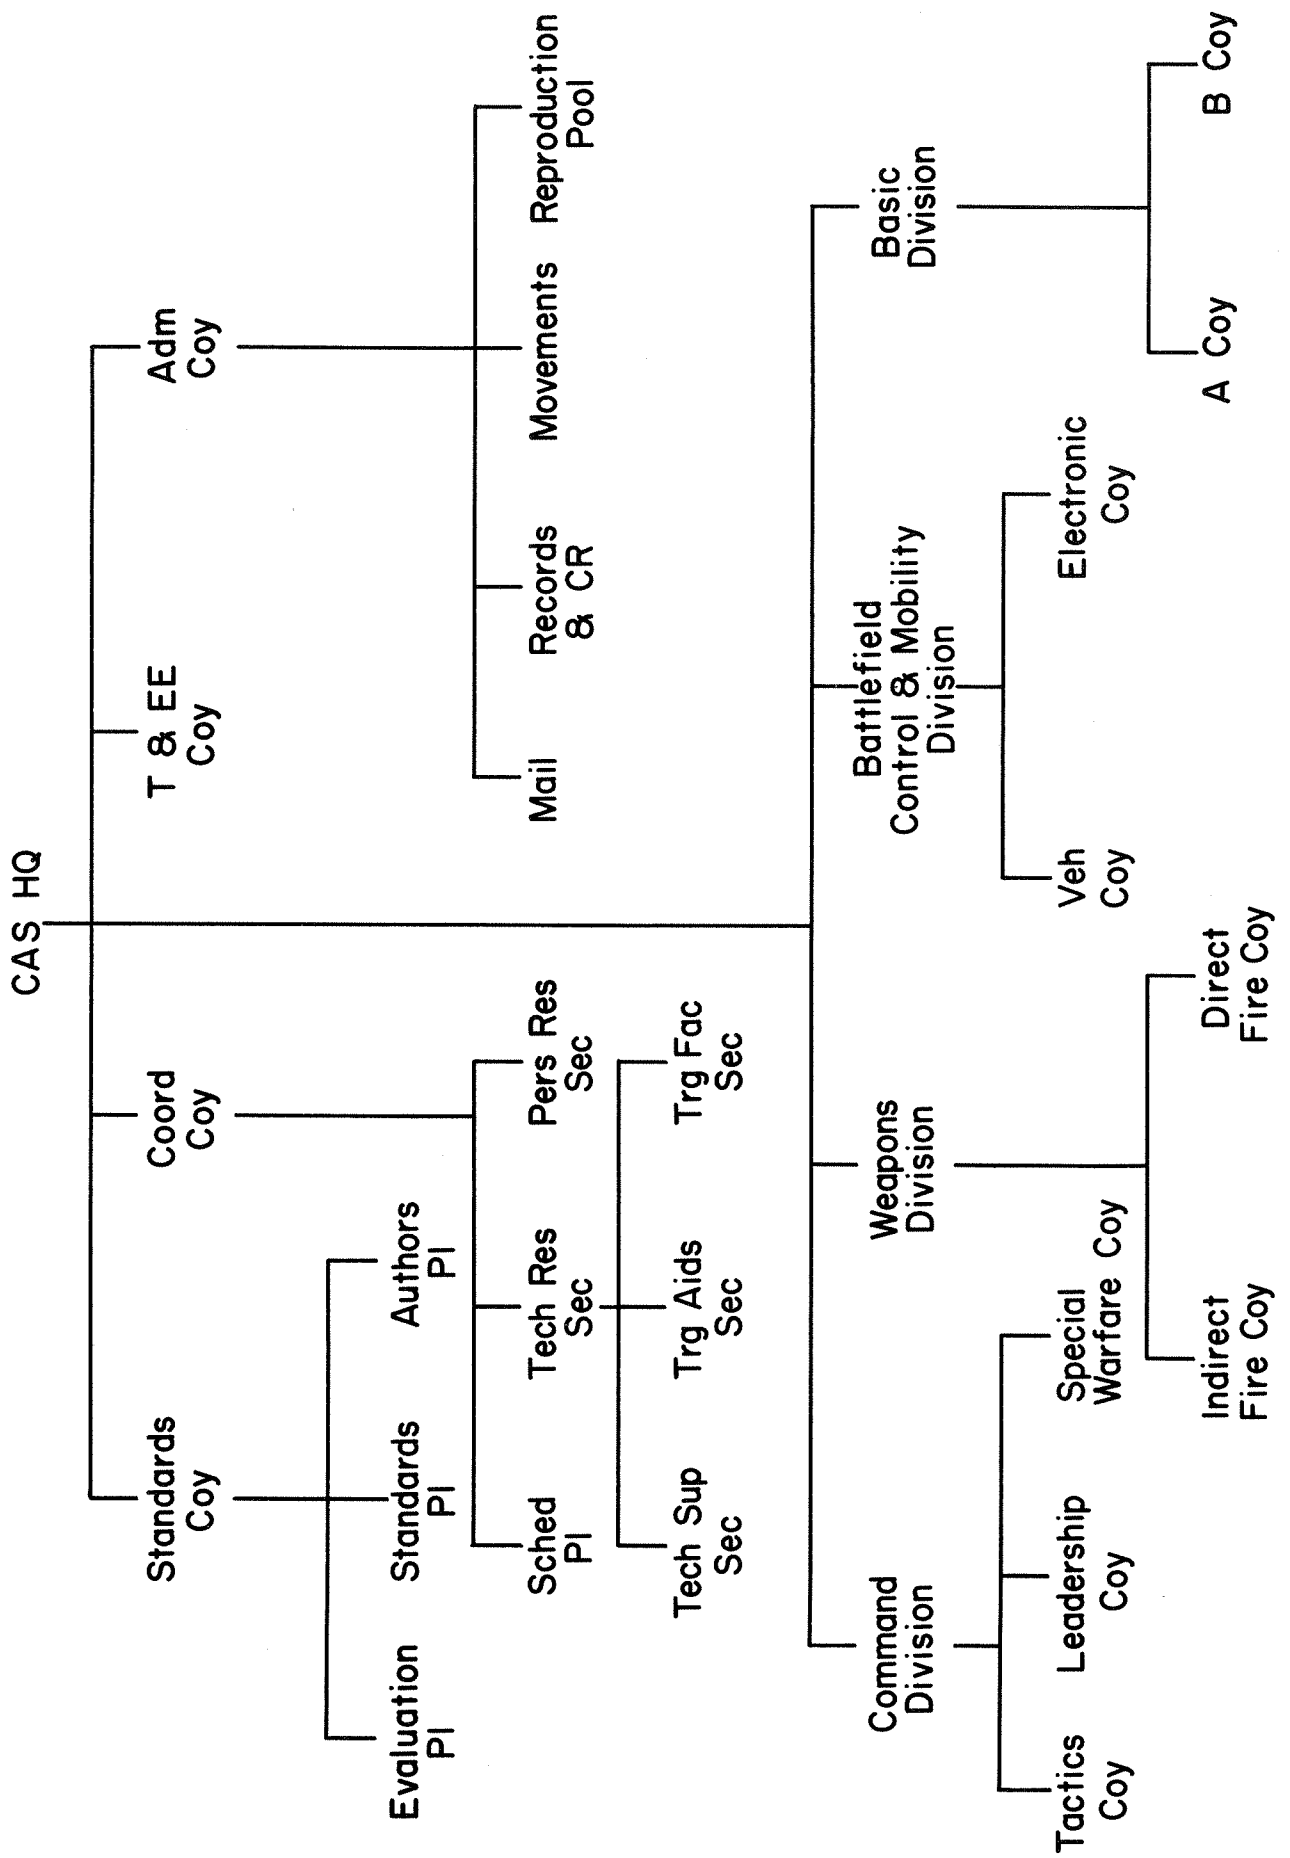 CAS HQ
Standards
Coy
Coord
Coy
T & EE
Coy
Adm
Coy
Evaluation
Pl
Standards
Pl
Authors
Pl
Sched
Pl
Tech Res
Sec
Pers Res
Sec
Mail
Records
& CR
Movements
Reproduction
Pool
Tech Sup
Sec
Trg Aids
Sec
Trg Fac
Sec
Command
Division
Weapons
Division
Battlefield
Control & Mobility
Division
Basic
Division
Tactics
Coy
Leadership
Coy
Special
Warfare Coy
Veh
Coy
Electronic
Coy
Indirect
Fire Coy
Direct
Fire Coy
A Coy
B Coy